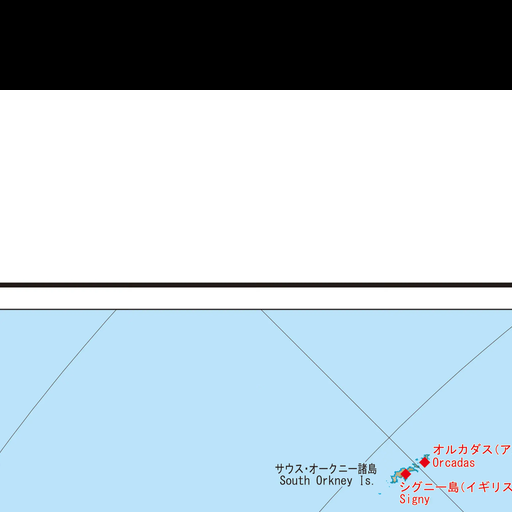 オルカダス(ア
Orcadas
サウス・オークニー諸島
South Orkney Is.
シグニー島(イギリス
Signy